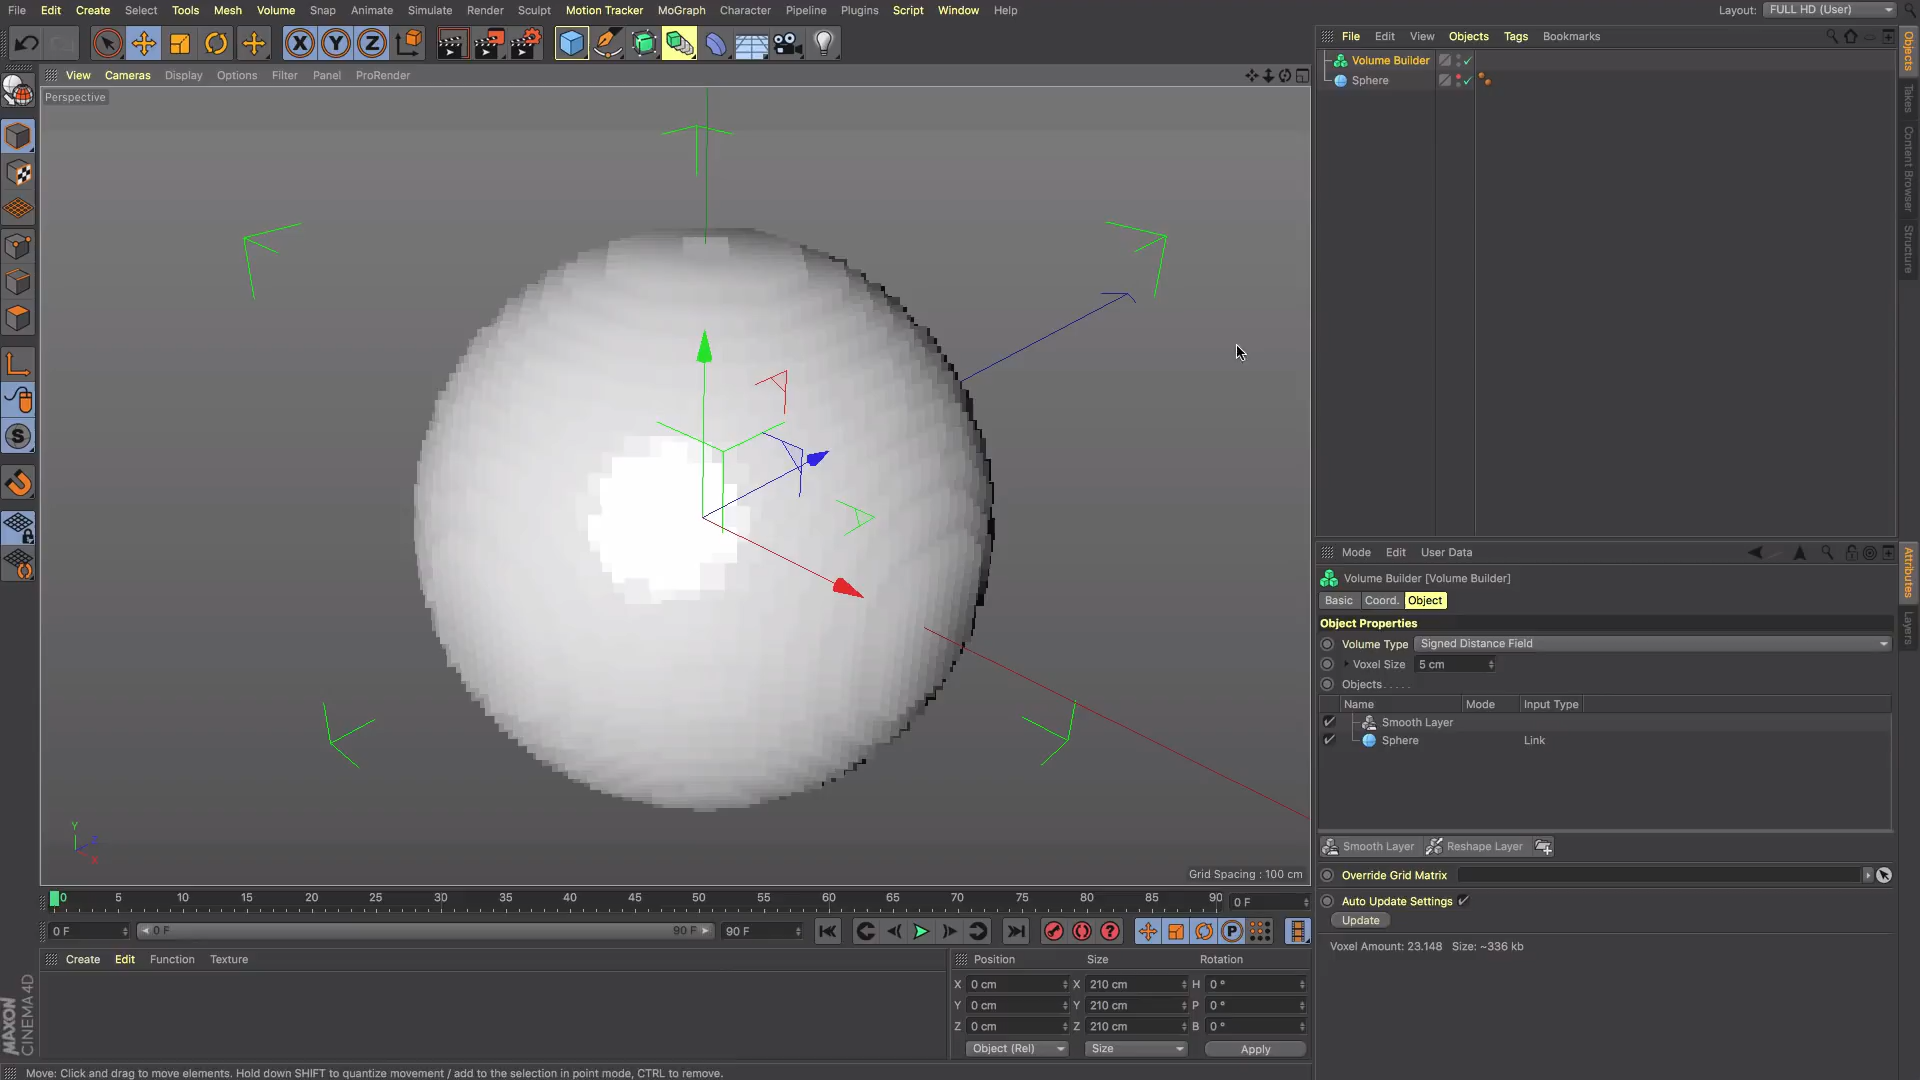 File Edit Create Select Tools Mesh Volume Snap Animate Simulate Render Sculpt Motion Tracker MoGraph Character Pipeline Plugins Script Window Help
Layout: FULL HD (User)
File Edit View Objects Tags Bookmarks
View Cameras Display Options Filter Panel ProRender
Perspective
Volume Builder
Sphere
Objects
Takes
Content Browser
Structure
X Y Z
S
Mode Edit User Data
Attributes
Layers
Volume Builder [Volume Builder]
Basic Coord. Object
Object Properties
Volume Type Signed Distance Field
Voxel Size 5 cm
Objects . . . . .
Name Mode Input Type
Smooth Layer
Sphere Link
Smooth Layer Reshape Layer
Override Grid Matrix
Auto Update Settings
Update
Voxel Amount: 23.148 Size: ~336 kb
Y
X
Grid Spacing : 100 cm
0 5 10 15 20 25 30 35 40 45 50 55 60 65 70 75 80 85 90 0 F
0 F 0 F 90 F 90 F
P
Create Edit Function Texture
Position Size Rotation
X 0 cm X 210 cm H 0 °
Y 0 cm Y 210 cm P 0 °
Z 0 cm Z 210 cm B 0 °
Object (Rel) Size Apply
MAXON
CINEMA 4D
Move: Click and drag to move elements. Hold down SHIFT to quantize movement / add to the selection in point mode, CTRL to remove.